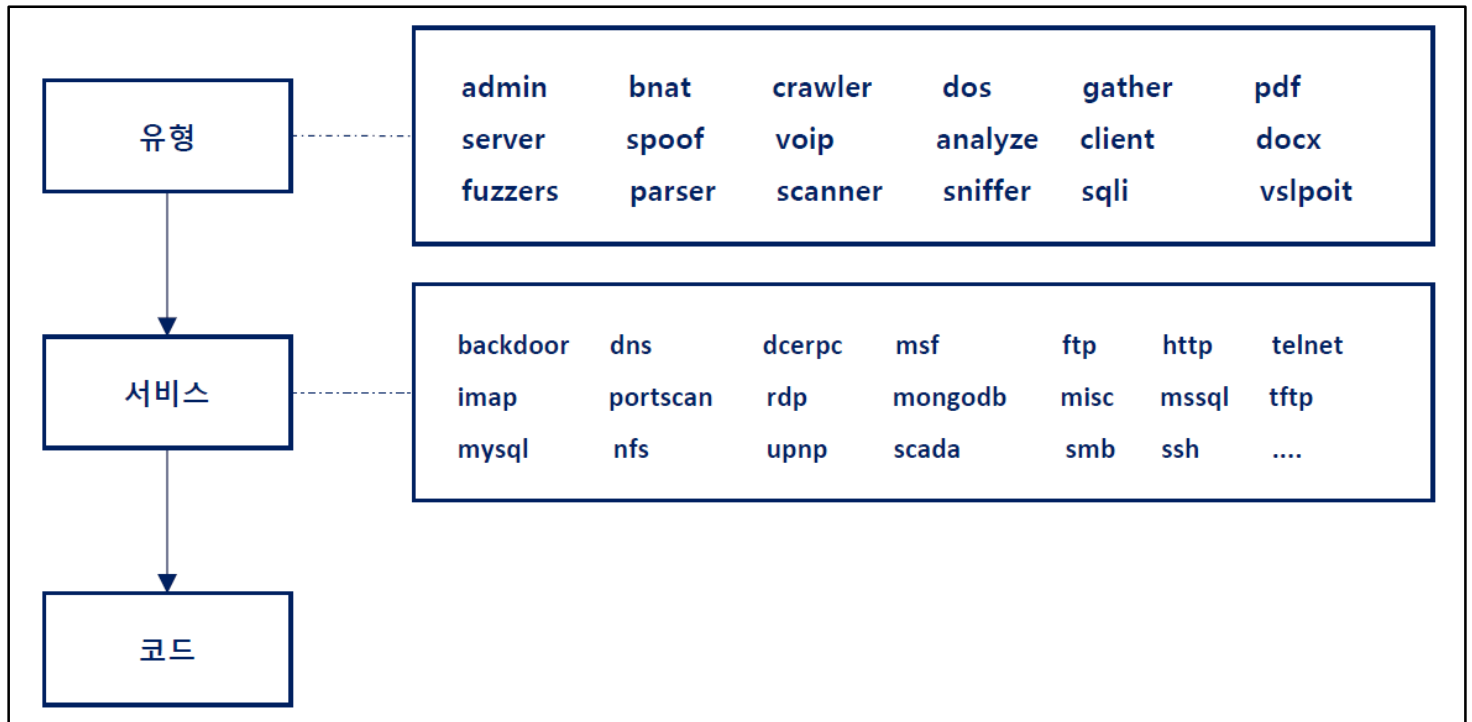 유형
admin bnat crawler dos gather pdf
server spoof voip analyze client docx
fuzzers parser scanner sniffer sqli vslpoit
서비스
backdoor dns dcerpc msf ftp http telnet
imap portscan rdp mongodb misc mssql tftp
mysql nfs upnp scada smb ssh ....
코드